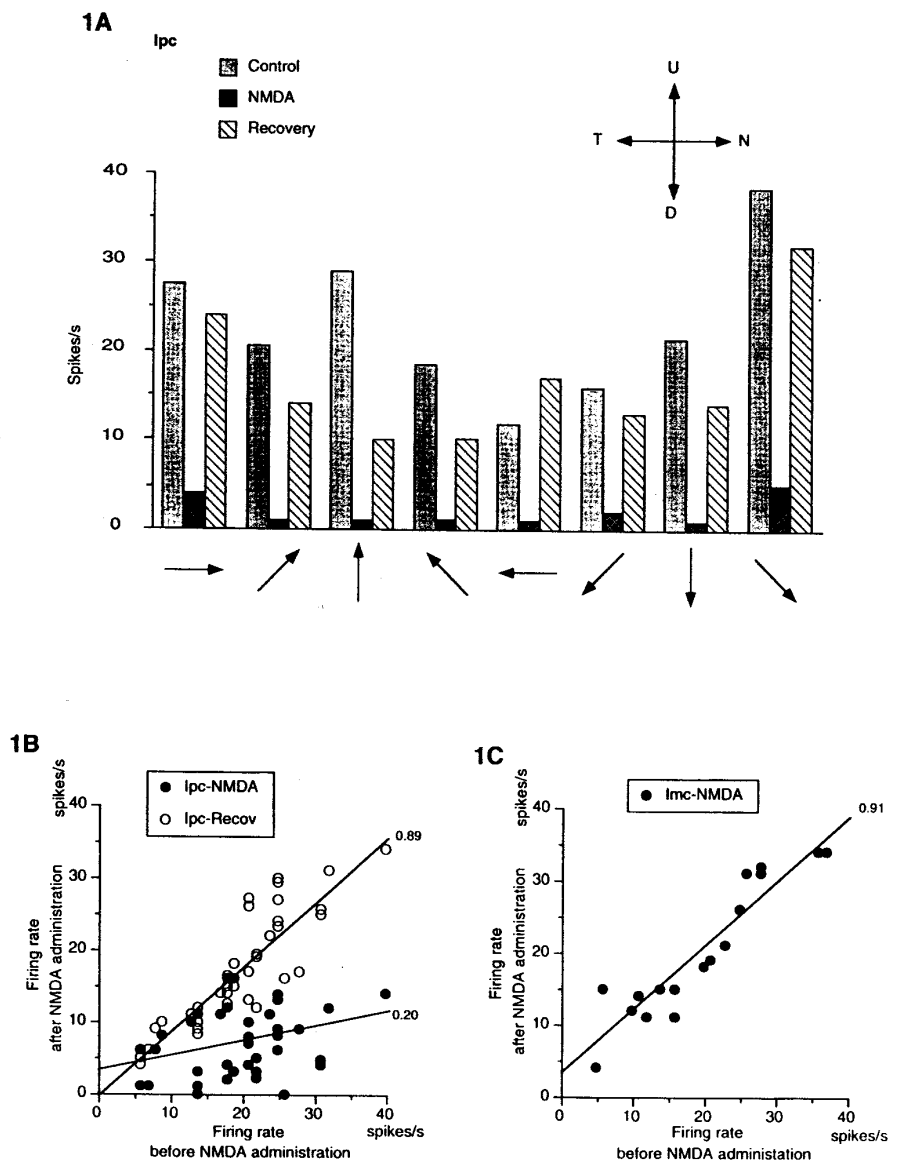 1A
Ipc
Control
NMDA
Recovery
U
T
N
D
40
30
20
10
0
Spikes/s
1B
spikes/s
Firing rate
after NMDA administration
Ipc-NMDA
Ipc-Recov
40
30
20
10
0
0.89
0.20
0
10
20
30
40
Firing rate
spikes/s
before NMDA administration
1C
spikes/s
Firing rate
after NMDA administration
Imc-NMDA
40
30
20
10
0
0.91
0
10
20
30
40
Firing rate
spikes/s
before NMDA administation